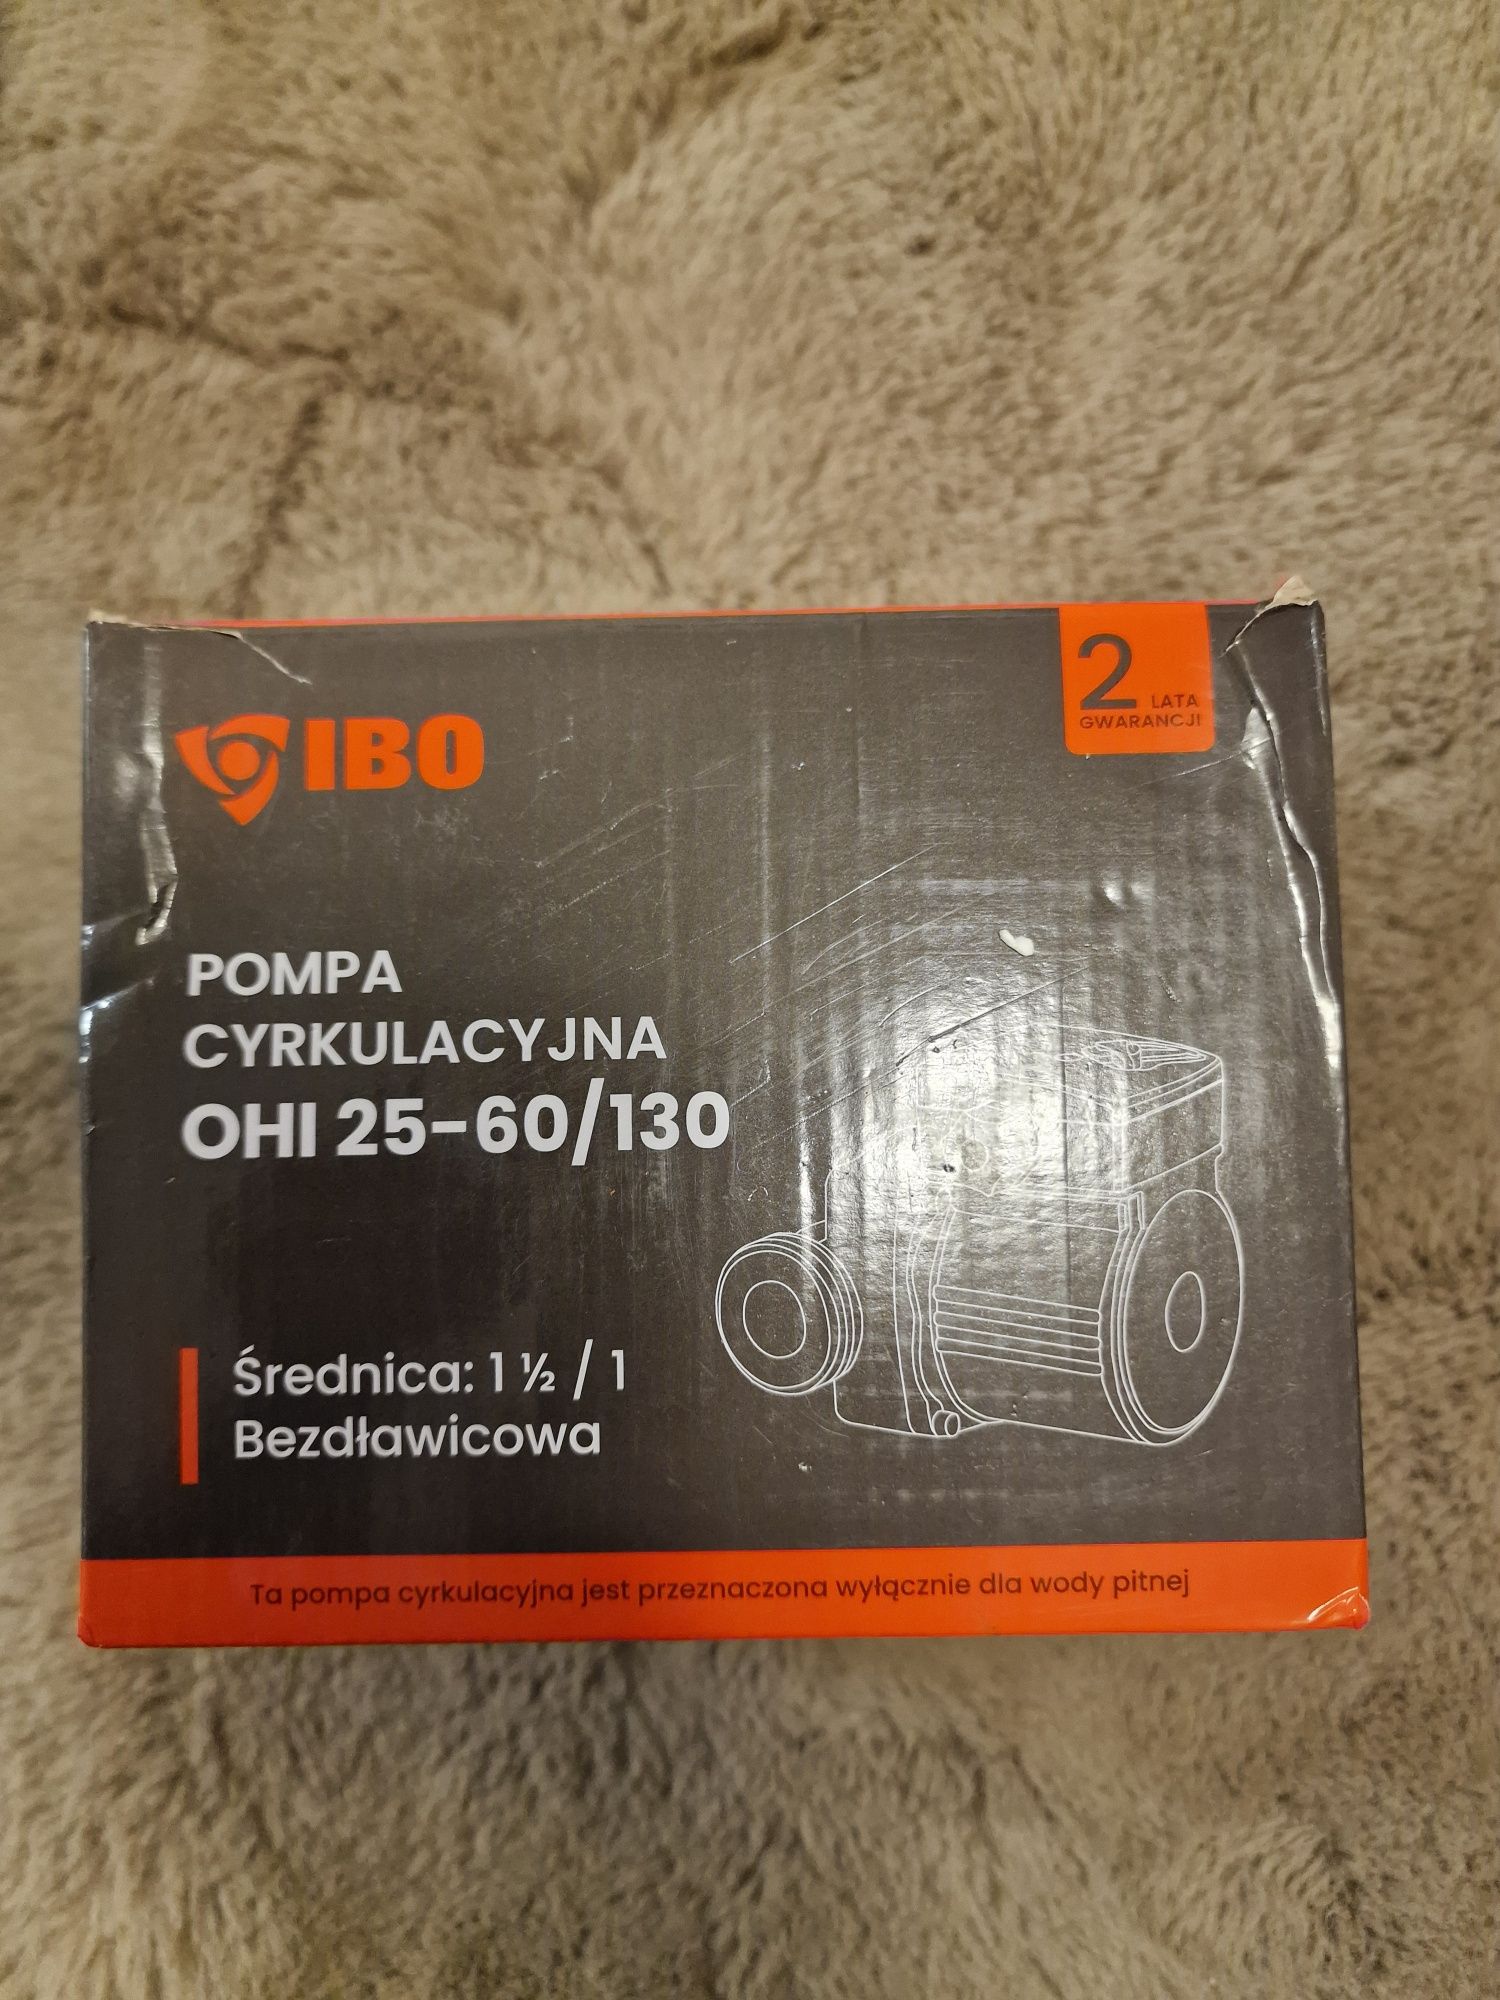 2 LATA
GWARANCJI
IBO
POMPA
CYRKULACYJNA
OHI 25-60/130
Średnica: 1 ½ / 1
Bezdławicowa
Ta pompa cyrkulacyjna jest przeznaczona wyłącznie dla wody pitnej